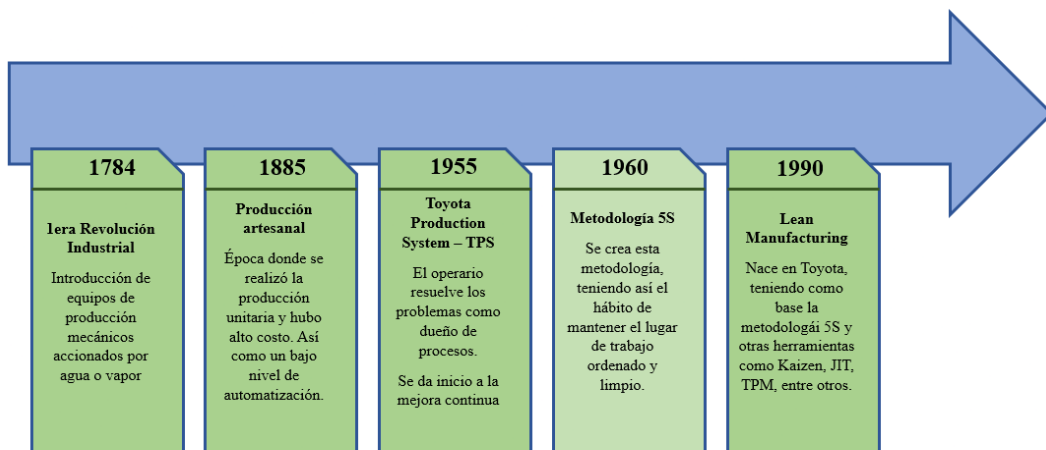 1784
1era Revolución
Industrial
Introducción de
equipos de
producción
mecánicos
accionados por
agua o vapor
1885
Producción
artesanal
Época donde se
realizó la
producción
unitaria y hubo
alto costo. Así
como un bajo
nivel de
automatización.
1955
Toyota
Production
System – TPS
El operario
resuelve los
problemas como
dueño de
procesos.
Se da inicio a la
mejora continua
1960
Metodología 5S
Se crea esta
metodología,
teniendo así el
hábito de
mantener el lugar
de trabajo
ordenado y
limpio.
1990
Lean
Manufacturing
Nace en Toyota,
teniendo como
base la
metodologái 5S y
otras herramientas
como Kaizen, JIT,
TPM, entre otros.